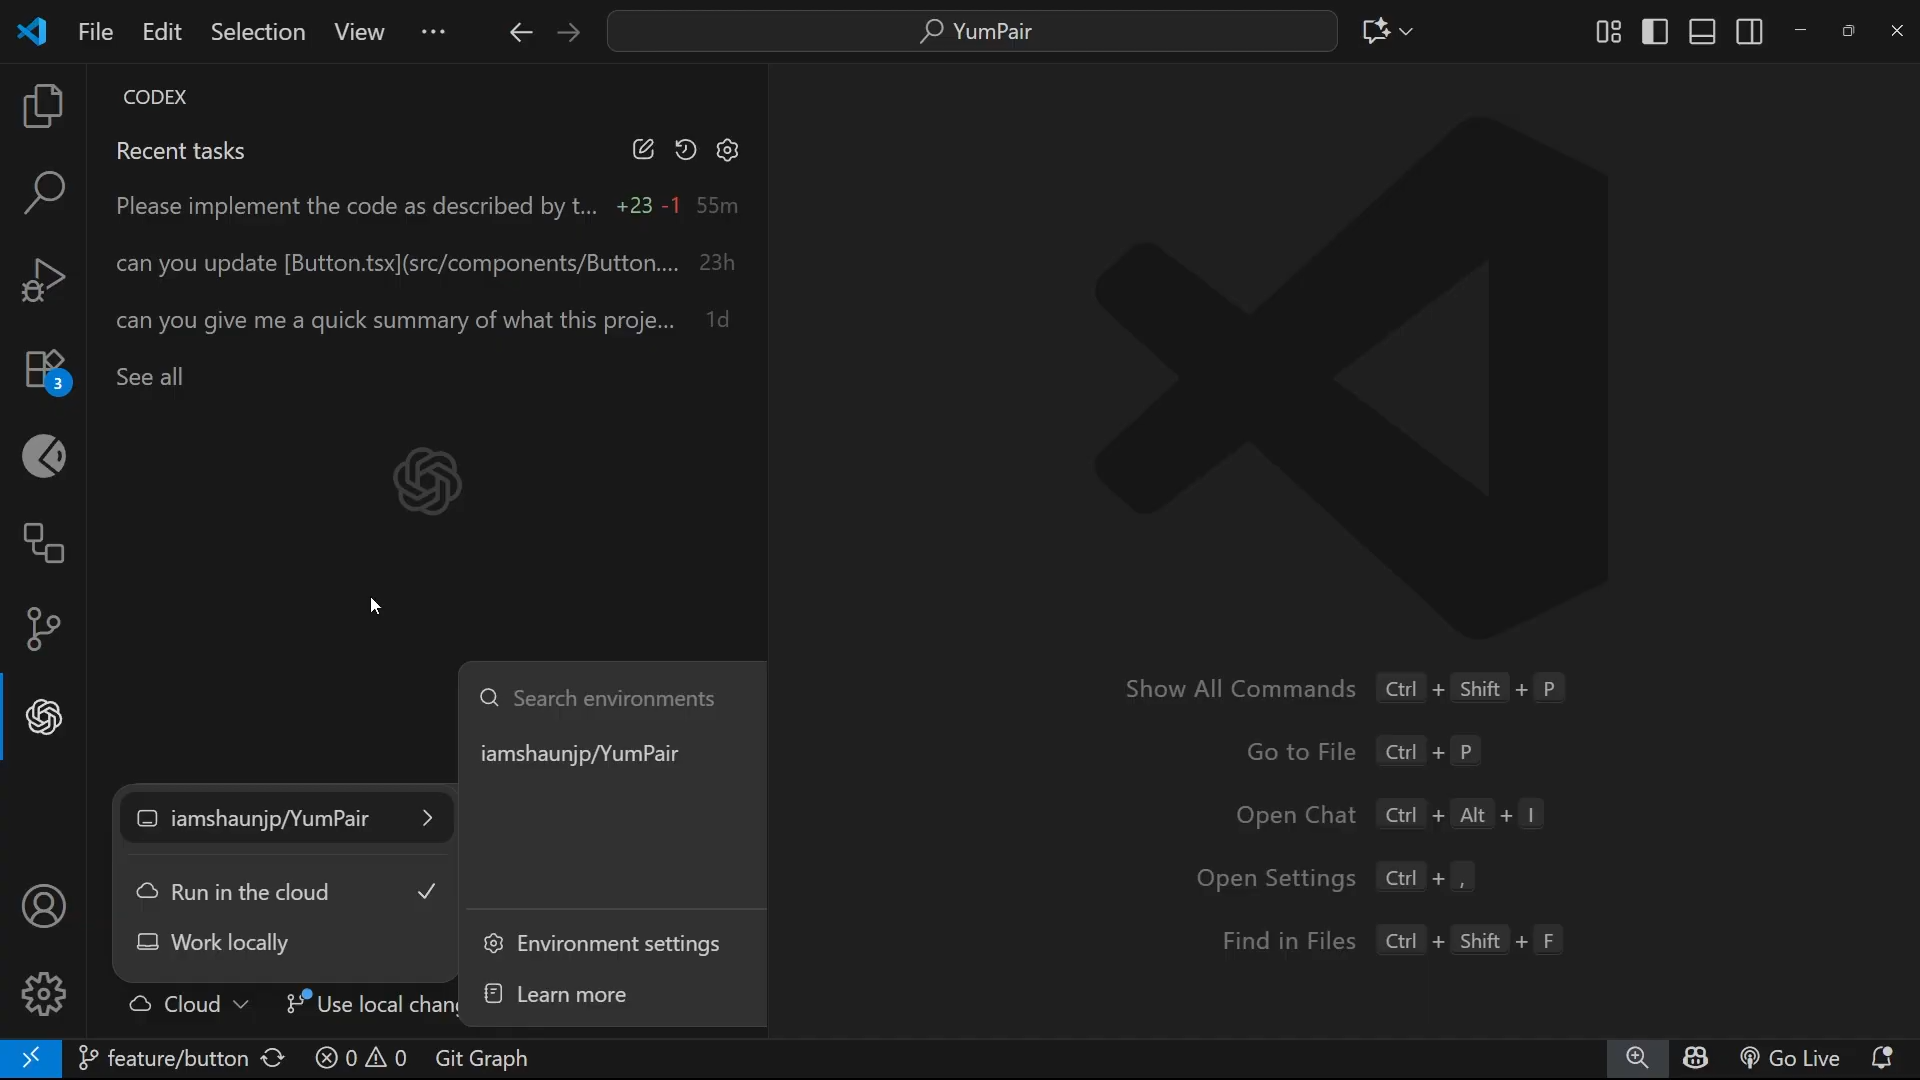 File Edit Selection View ··· YumPair
CODEX
Recent tasks
Please implement the code as described by t... +23 -1 55m
can you update [Button.tsx](src/components/Button.... 23h
can you give me a quick summary of what this proje... 1d
See all
3
Search environments
iamshaunjp/YumPair
Environment settings
Learn more
iamshaunjp/YumPair
Run in the cloud
Work locally
Cloud Use local chang
Show All Commands Ctrl + Shift + P
Go to File Ctrl + P
Open Chat Ctrl + Alt + I
Open Settings Ctrl + ,
Find in Files Ctrl + Shift + F
feature/button 0 0 Git Graph Go Live